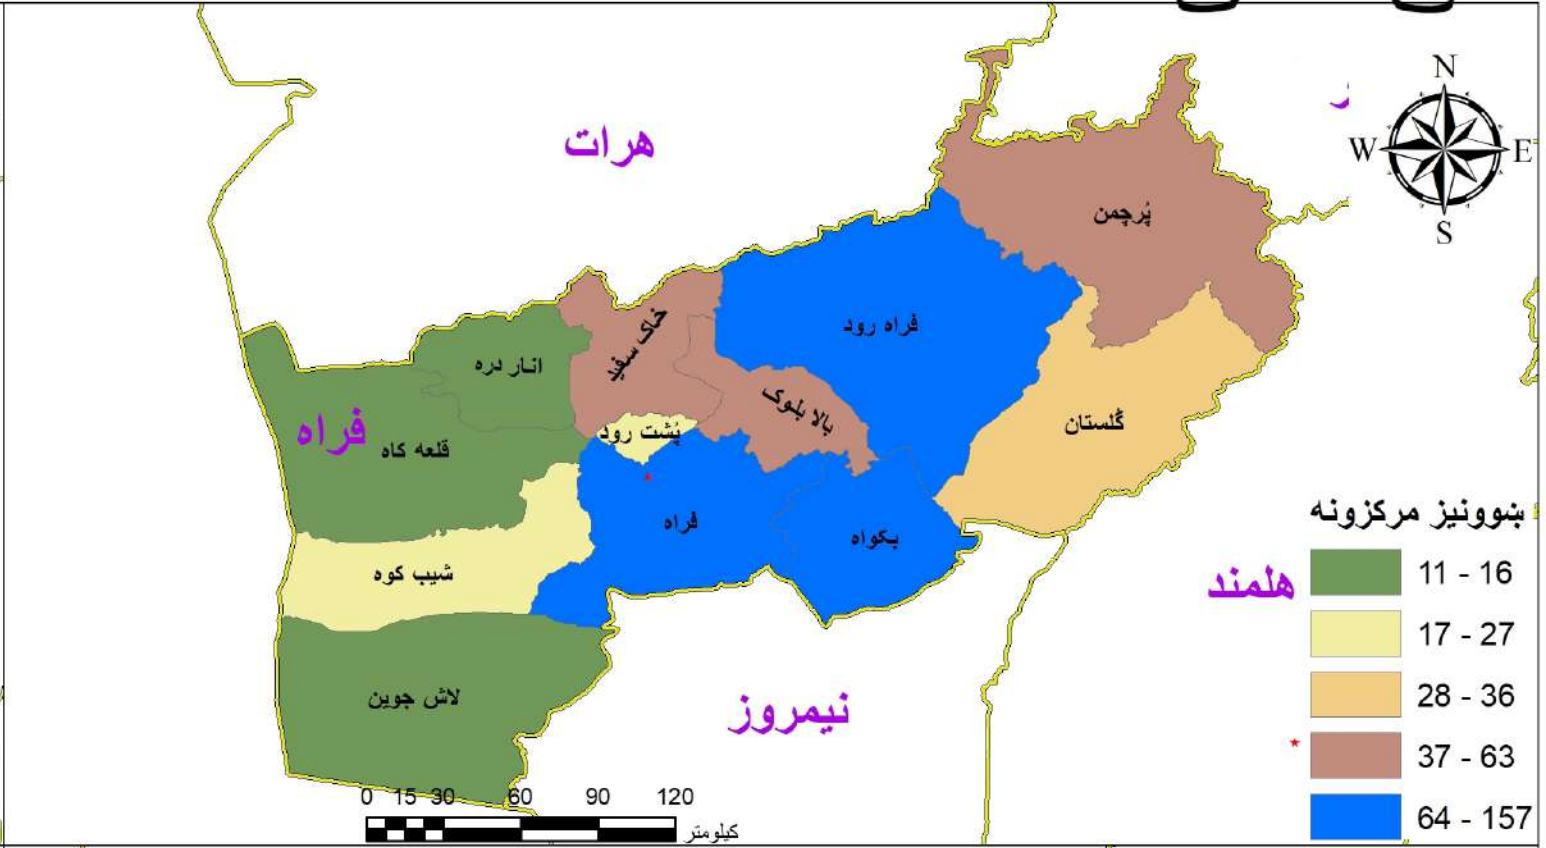 N
W
E
S
هرات
پُرچمن
فراه رود
خاک سفید
انار دره
بالا بلوک
گلستان
پُشت رود
فراه
قلعه کاه
فراه
بکواه
شیب کوه
لاش جوین
نیمروز
هلمند
ښوونیز مرکزونه
11 - 16
17 - 27
28 - 36
37 - 63
64 - 157
0 15 30 60 90 120
کیلومتر